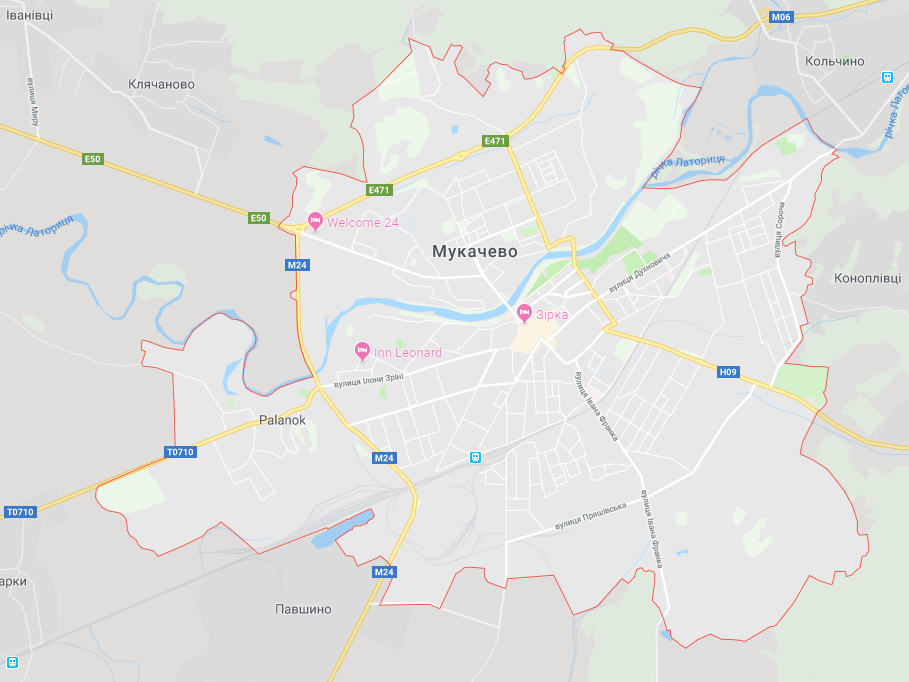 Іванівці
M06
Кольчино
Клячаново
вулиця Миру
річка Латориця
E471
E50
річка Латориця
E471
E50
Welcome 24
річка Латориця
вулиця Сороча
Мукачево
M24
вулиця Духновича
Коноплівці
Зірка
Inn Leonard
H09
вулиця Ілони Зріні
вулиця Івана Франка
Palanok
T0710
M24
T0710
вулиця Пряшівська
вулиця Івана Франка
M24
арки
Павшино